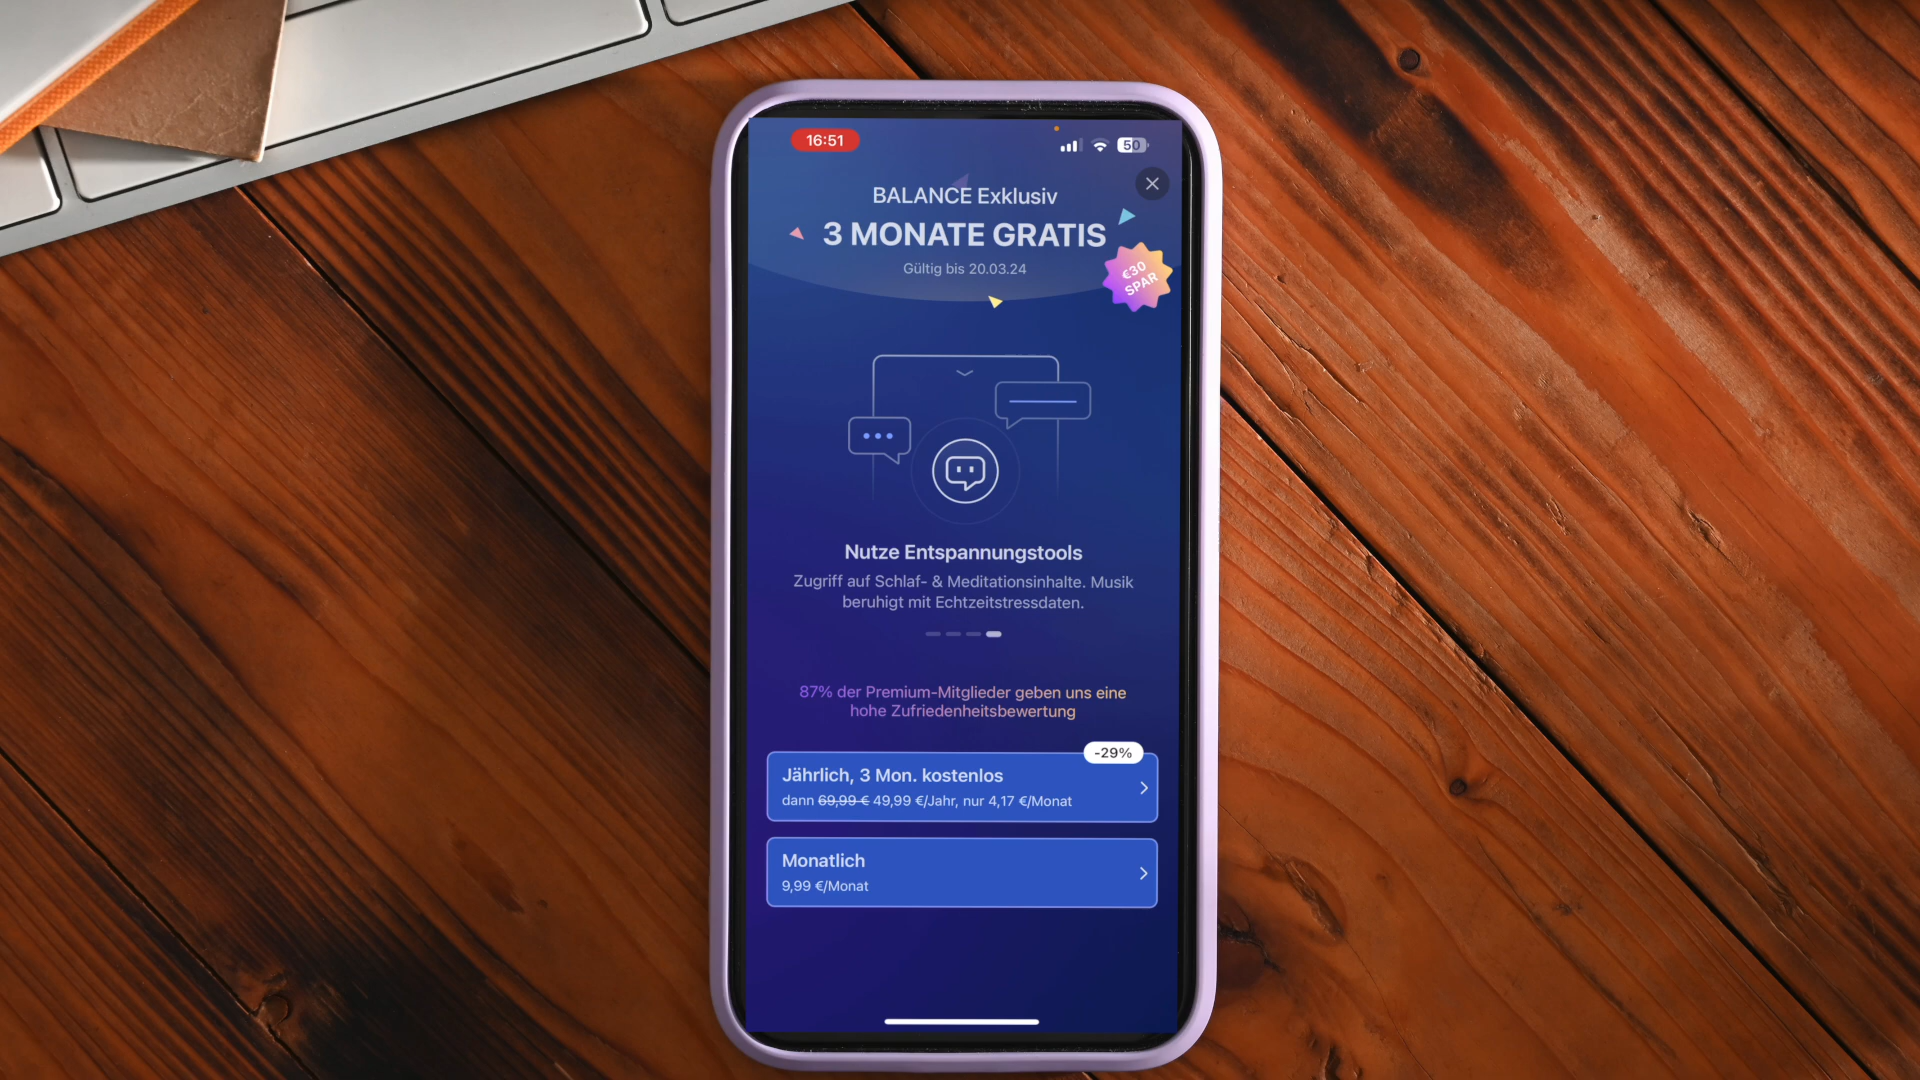 16:51
50
BALANCE Exklusiv
3 MONATE GRATIS
Gültig bis 20.03.24
€30
SPAR
Nutze Entspannungstools
Zugriff auf Schlaf- & Meditationsinhalte. Musik
beruhigt mit Echtzeitstressdaten.
87% der Premium-Mitglieder geben uns eine
hohe Zufriedenheitsbewertung
-29%
Jährlich, 3 Mon. kostenlos
dann 69,99 € 49,99 €/Jahr, nur 4,17 €/Monat
Monatlich
9,99 €/Monat